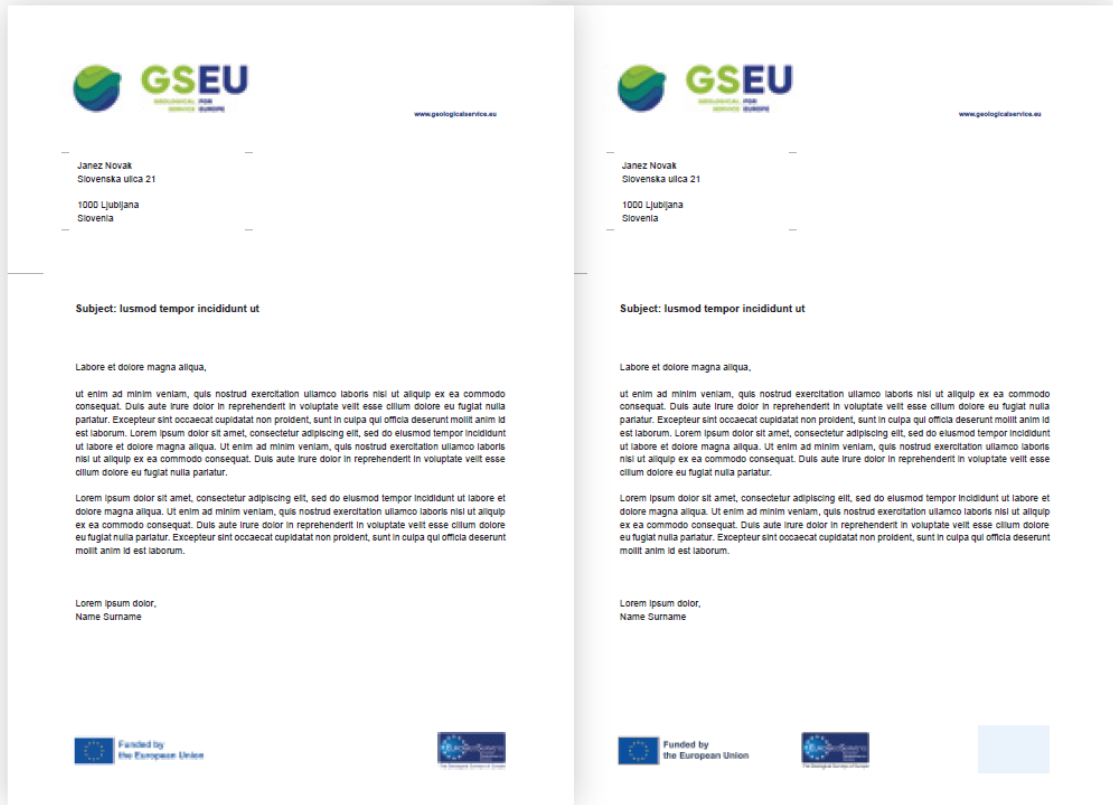 GSEU
GEOLOGICAL FOR
SERVICE EUROPE
www.geologicalservice.eu
Janez Novak
Slovenska ulica 21
1000 Ljubljana
Slovenia
Subject: Iusmod tempor incididunt ut
Labore et dolore magna aliqua,
ut enim ad minim veniam, quis nostrud exercitation ullamco laboris nisi ut aliquip ex ea commodo
consequat. Duis aute irure dolor in reprehenderit in voluptate velit esse cillum dolore eu fugiat nulla
pariatur. Excepteur sint occaecat cupidatat non proident, sunt in culpa qui officia deserunt mollit anim id
est laborum. Lorem ipsum dolor sit amet, consectetur adipiscing elit, sed do eiusmod tempor incididunt
ut labore et dolore magna aliqua. Ut enim ad minim veniam, quis nostrud exercitation ullamco laboris
nisi ut aliquip ex ea commodo consequat. Duis aute irure dolor in reprehenderit in voluptate velit esse
cillum dolore eu fugiat nulla pariatur.
Lorem ipsum dolor sit amet, consectetur adipiscing elit, sed do eiusmod tempor incididunt ut labore et
dolore magna aliqua. Ut enim ad minim veniam, quis nostrud exercitation ullamco laboris nisi ut aliquip
ex ea commodo consequat. Duis aute irure dolor in reprehenderit in voluptate velit esse cillum dolore
eu fugiat nulla pariatur. Excepteur sint occaecat cupidatat non proident, sunt in culpa qui officia deserunt
mollit anim id est laborum.
Lorem ipsum dolor,
Name Surname
Funded by
the European Union
EuroGeoSurveys
The Geological Surveys of Europe
GSEU
GEOLOGICAL FOR
SERVICE EUROPE
www.geologicalservice.eu
Janez Novak
Slovenska ulica 21
1000 Ljubljana
Slovenia
Subject: Iusmod tempor incididunt ut
Labore et dolore magna aliqua,
ut enim ad minim veniam, quis nostrud exercitation ullamco laboris nisi ut aliquip ex ea commodo
consequat. Duis aute irure dolor in reprehenderit in voluptate velit esse cillum dolore eu fugiat nulla
pariatur. Excepteur sint occaecat cupidatat non proident, sunt in culpa qui officia deserunt mollit anim id
est laborum. Lorem ipsum dolor sit amet, consectetur adipiscing elit, sed do eiusmod tempor incididunt
ut labore et dolore magna aliqua. Ut enim ad minim veniam, quis nostrud exercitation ullamco laboris
nisi ut aliquip ex ea commodo consequat. Duis aute irure dolor in reprehenderit in voluptate velit esse
cillum dolore eu fugiat nulla pariatur.
Lorem ipsum dolor sit amet, consectetur adipiscing elit, sed do eiusmod tempor incididunt ut labore et
dolore magna aliqua. Ut enim ad minim veniam, quis nostrud exercitation ullamco laboris nisi ut aliquip
ex ea commodo consequat. Duis aute irure dolor in reprehenderit in voluptate velit esse cillum dolore
eu fugiat nulla pariatur. Excepteur sint occaecat cupidatat non proident, sunt in culpa qui officia deserunt
mollit anim id est laborum.
Lorem ipsum dolor,
Name Surname
Funded by
the European Union
EuroGeoSurveys
The Geological Surveys of Europe